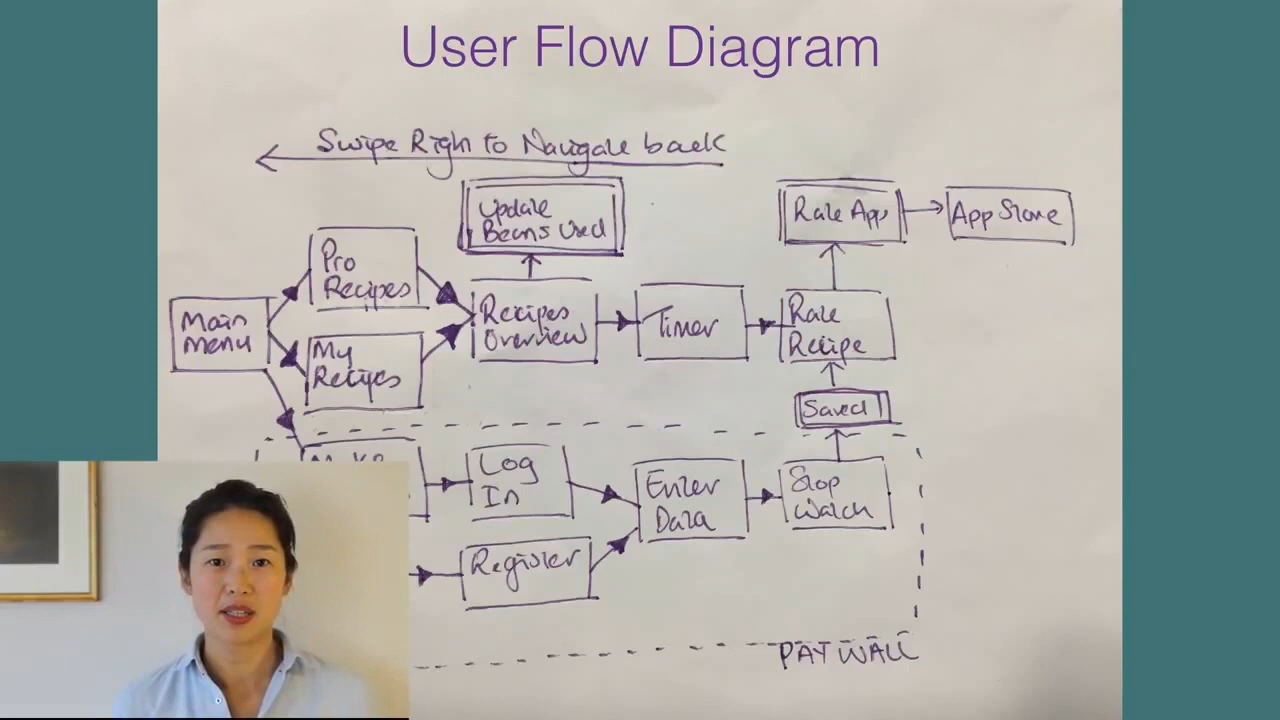 User Flow Diagram
Swipe Right to Navigate back
Update
Beans Used
Rate App
App Store
Pro
Recipes
Main
Menu
My
Recipes
Recipes
Overview
Timer
Rate
Recipe
Saved
Log
In
Enter
Data
Stop
Watch
Register
PAY WALL